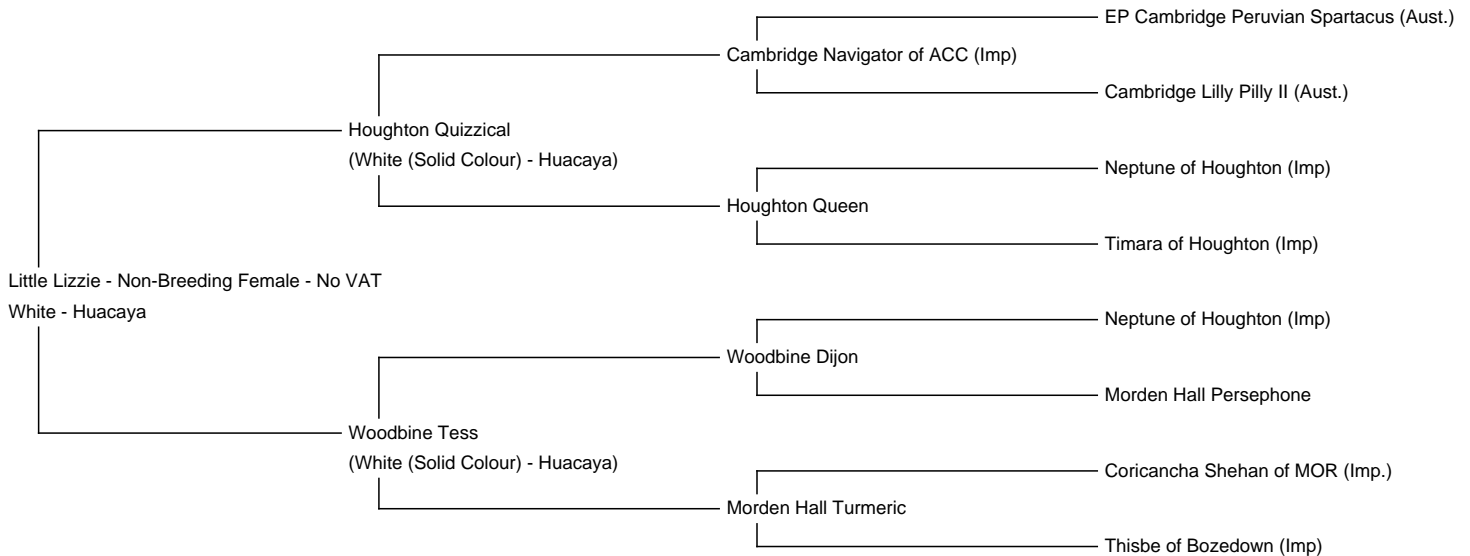 EP Cambridge Peruvian Spartacus (Aust.)
Cambridge Navigator of ACC (Imp)
Cambridge Lilly Pilly II (Aust.)
Houghton Quizzical
(White (Solid Colour) - Huacaya)
Neptune of Houghton (Imp)
Houghton Queen
Timara of Houghton (Imp)
Little Lizzie - Non-Breeding Female - No VAT
White - Huacaya
Neptune of Houghton (Imp)
Woodbine Dijon
Morden Hall Persephone
Woodbine Tess
(White (Solid Colour) - Huacaya)
Coricancha Shehan of MOR (Imp.)
Morden Hall Turmeric
Thisbe of Bozedown (Imp)